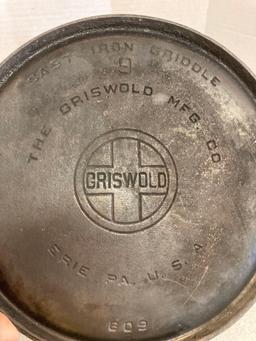 CAST IRON GRIDDLE
9
THE GRISWOLD MFG. CO
GRISWOLD
ERIE PA. U.S.A
609